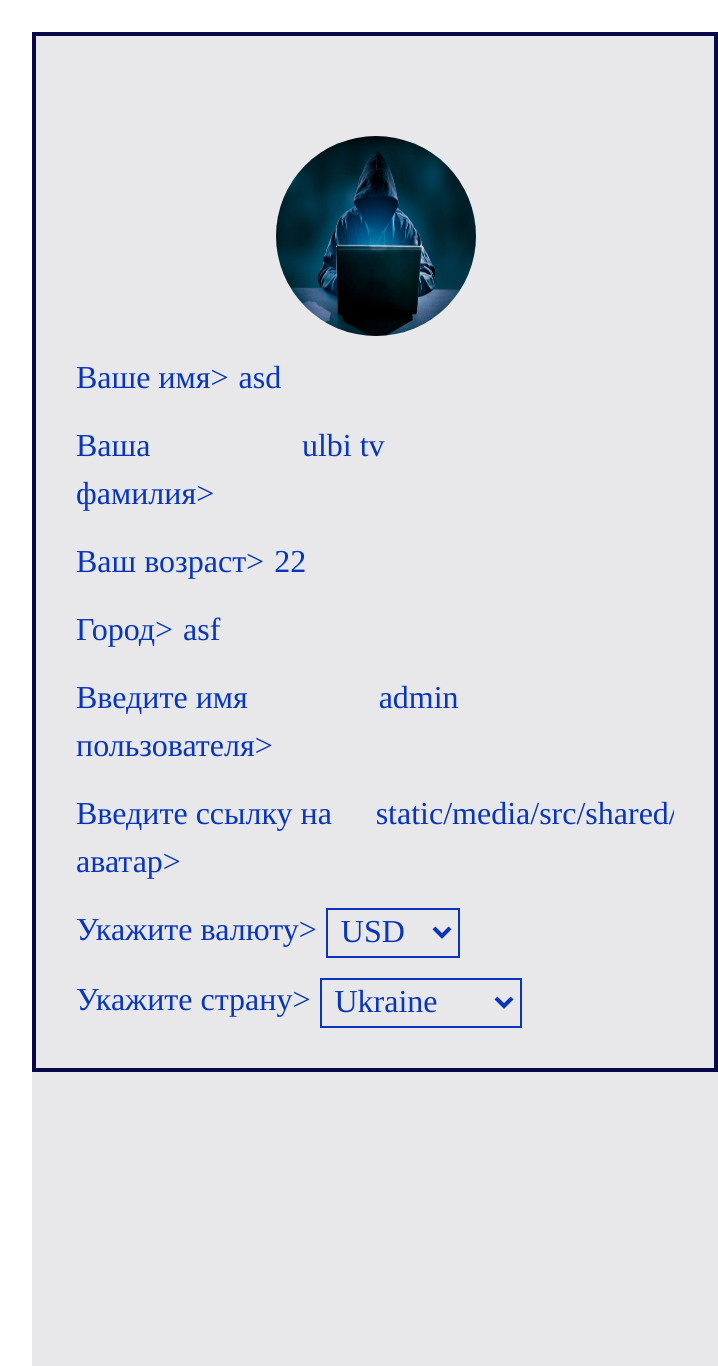 Ваше имя> asd
Ваша ulbi tv
фамилия>
Ваш возраст> 22
Город> asf
Введите имя admin
пользователя>
Введите ссылку на static/media/src/shared/
аватар>
Укажите валюту> USD
Укажите страну> Ukraine